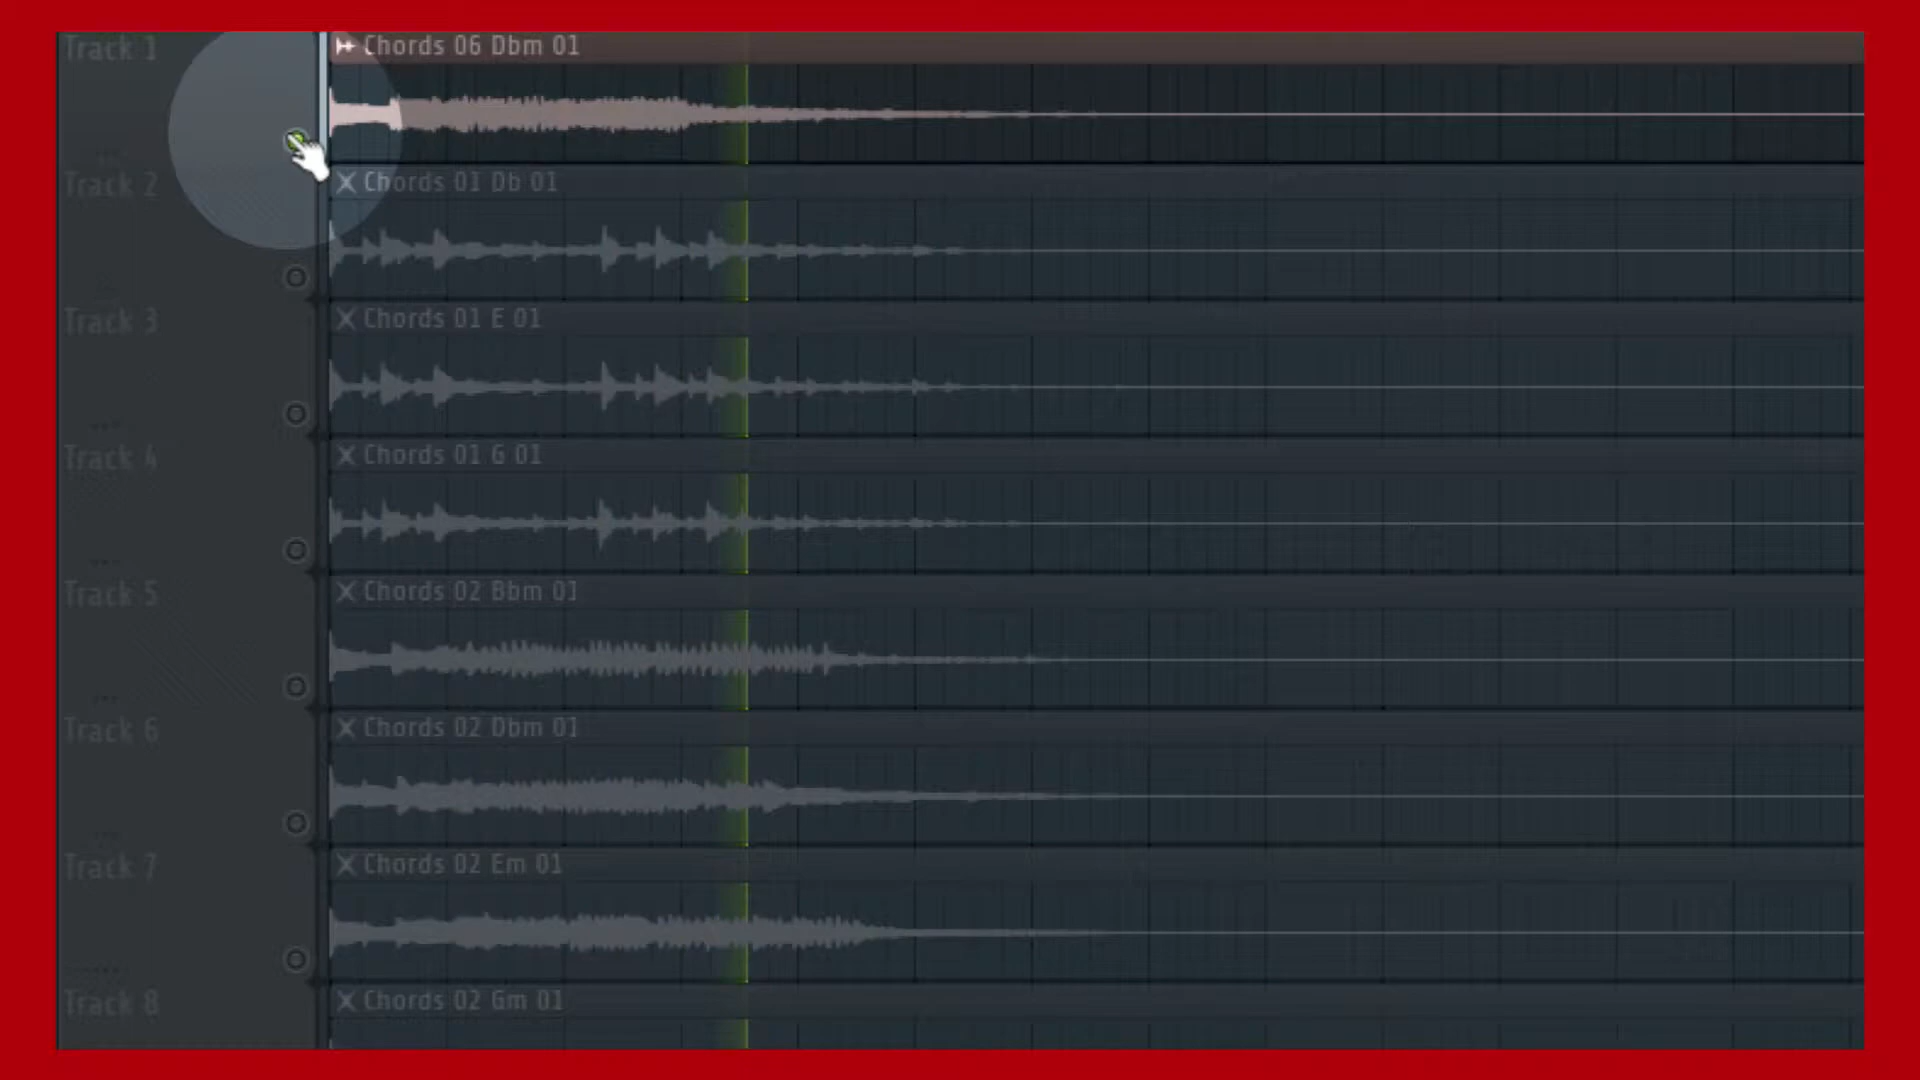 Track 1
Chords 06 Dbm 01
Track 2
Chords 01 Db 01
Track 3
Chords 01 E 01
Track 4
Chords 01 G 01
Track 5
Chords 02 Bbm 01
Track 6
Chords 02 Dbm 01
Track 7
Chords 02 Em 01
Track 8
Chords 02 Gm 01